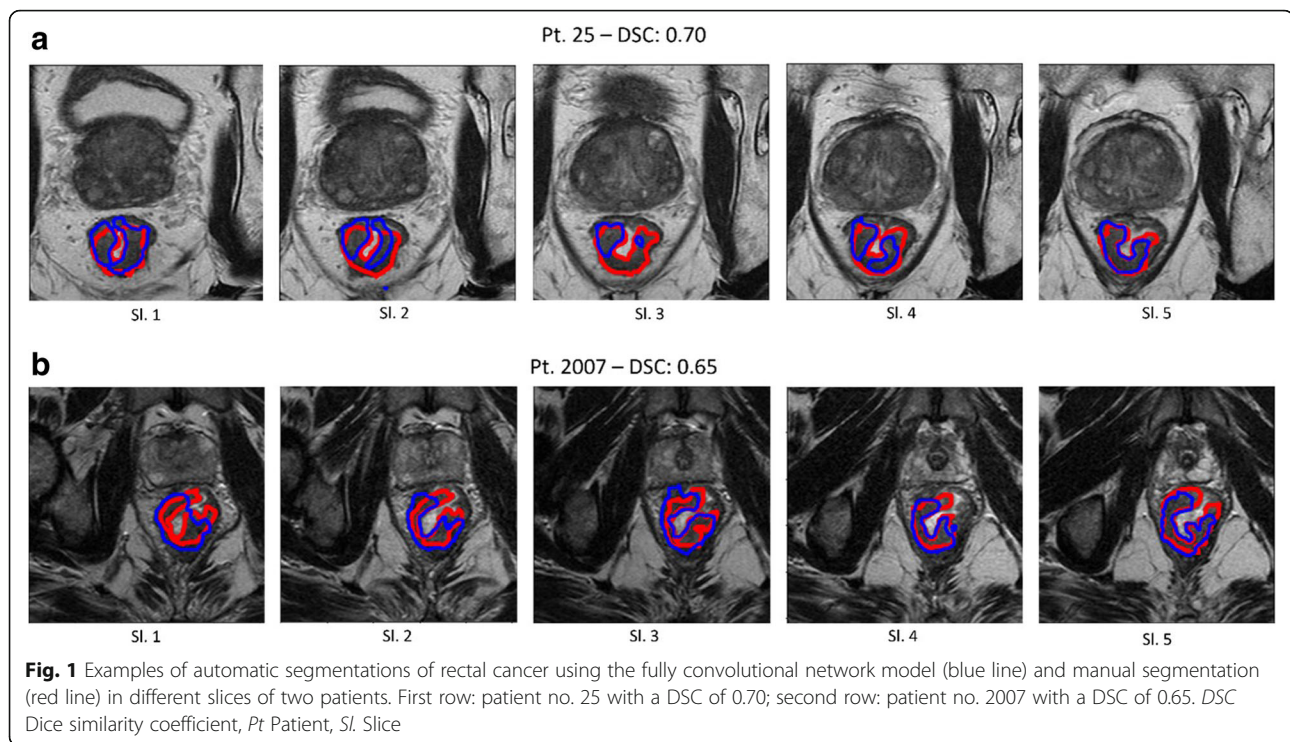 a
Pt. 25 – DSC: 0.70
Sl. 1
Sl. 2
Sl. 3
Sl. 4
Sl. 5
b
Pt. 2007 – DSC: 0.65
Sl. 1
Sl. 2
Sl. 3
Sl. 4
Sl. 5
Fig. 1 Examples of automatic segmentations of rectal cancer using the fully convolutional network model (blue line) and manual segmentation
(red line) in different slices of two patients. First row: patient no. 25 with a DSC of 0.70; second row: patient no. 2007 with a DSC of 0.65. DSC
Dice similarity coefficient, Pt Patient, Sl. Slice